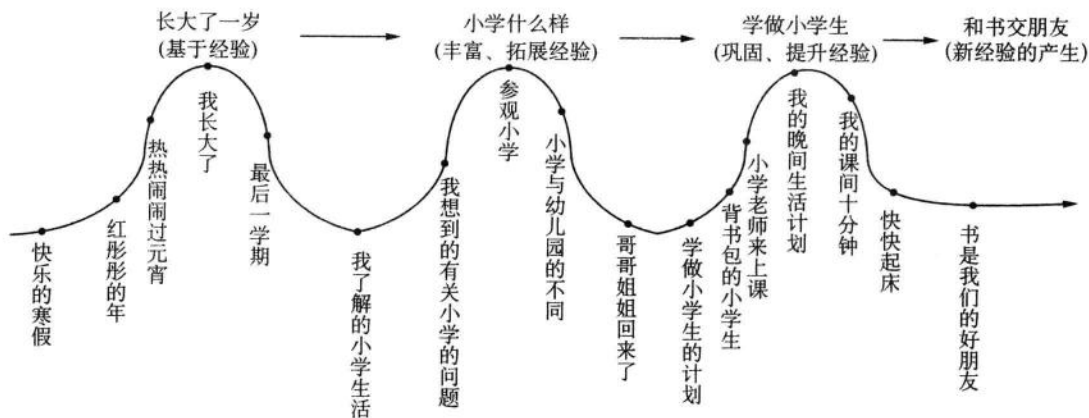 长大了一岁
(基于经验)
小学什么样
(丰富、拓展经验)
学做小学生
(巩固、提升经验)
和书交朋友
(新经验的产生)
快乐的寒假
红彤彤的年
热热闹闹过元宵
我长大了
最后一学期
我了解的小学生活
我想到的有关小学的问题
参观小学
小学与幼儿园的不同
哥哥姐姐回来了
学做小学生的计划
背书包的小学生
小学老师来上课
我的晚间生活计划
我的课间十分钟
快快起床
书是我们的好朋友